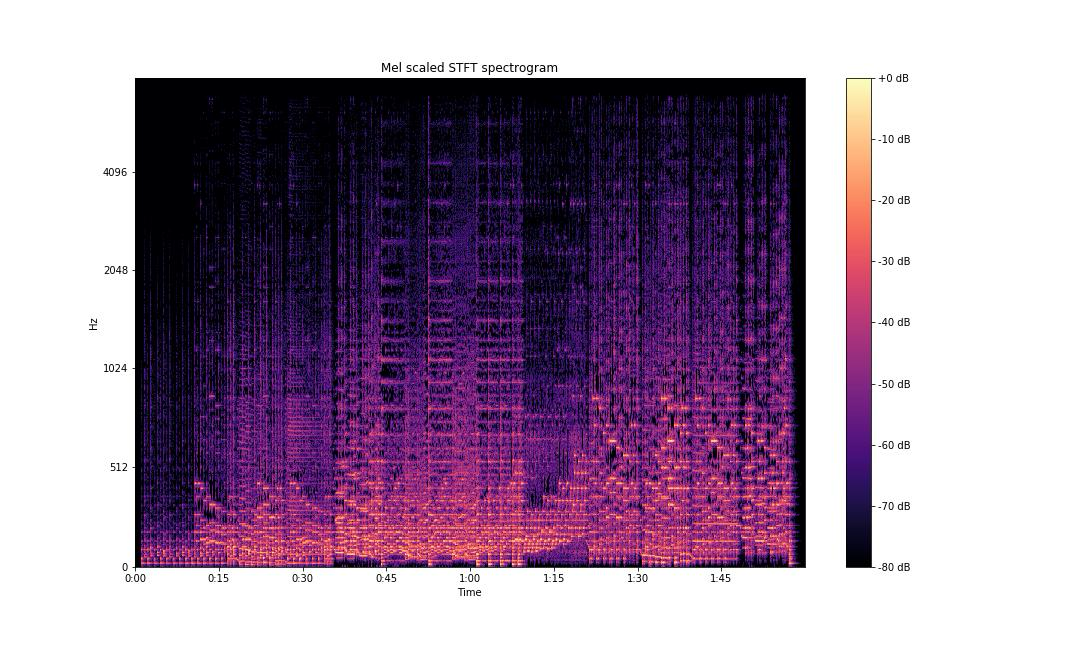 Mel scaled STFT spectrogram
Hz
4096
2048
1024
512
0
0:00
0:15
0:30
0:45
1:00
1:15
1:30
1:45
Time
+0 dB
-10 dB
-20 dB
-30 dB
-40 dB
-50 dB
-60 dB
-70 dB
-80 dB